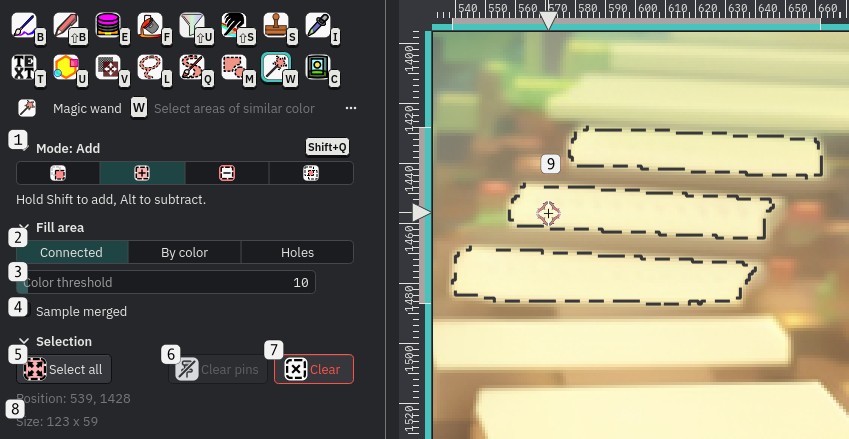 B ⇧B E F ⇧U ⇧S S I
TEXT T U V L Q M W C
Magic wand W Select areas of similar color ...
1
Mode: Add Shift+Q
Hold Shift to add, Alt to subtract.
Fill area
2
Connected By color Holes
3 Color threshold 10
4 Sample merged
Selection
5 Select all 6 Clear pins 7 Clear
Position: 539, 1428
8
Size: 123 x 59
540 550 560 570 580 590 600 610 620 630 640 650 660
1400
1420
1440
1460
1480
1500
1520
9